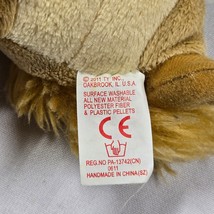 © 2011 TY INC.,
OAKBROOK, IL. U.S.A.
SURFACE WASHABLE
ALL NEW MATERIAL
POLYESTER FIBER
& PLASTIC PELLETS
CE
REG.NO PA-13742(CN)
0611
HANDMADE IN CHINA(SZ)